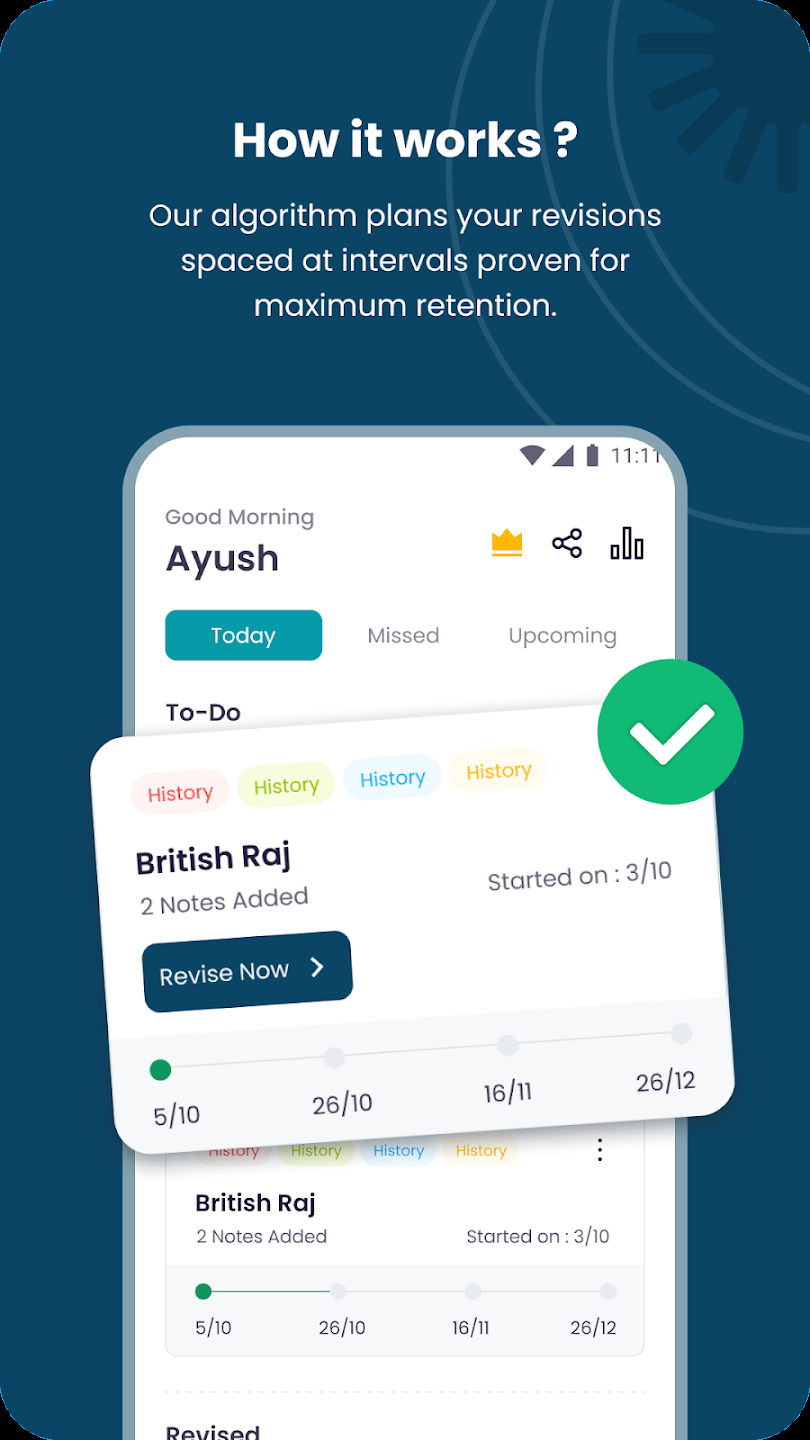 How it works ?
Our algorithm plans your revisions
spaced at intervals proven for
maximum retention.
11:11
Good Morning
Ayush
Today Missed Upcoming
To-Do
History History History History
British Raj
2 Notes Added
Started on : 3/10
Revise Now
5/10 26/10 16/11 26/12
History History History History
British Raj
2 Notes Added Started on : 3/10
5/10 26/10 16/11 26/12
Revised